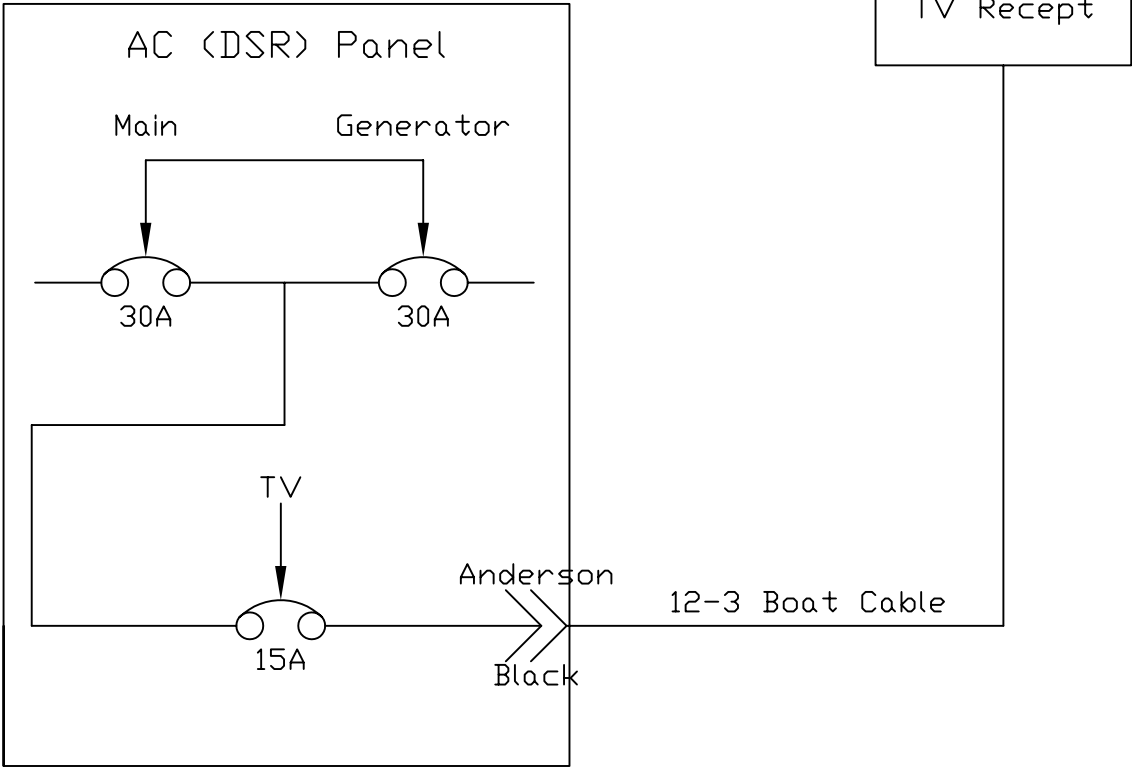 AC (DSR) Panel
TV Recept
Main
Generator
30A
30A
TV
Anderson
12-3 Boat Cable
15A
Black